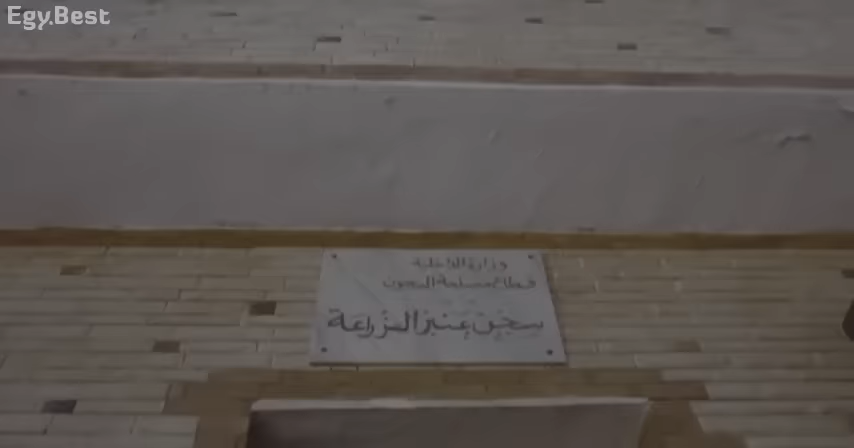 Egy.Best
وزارة الداخلية
قطاع مصلحة السجون
سجن عنبر الزراعة